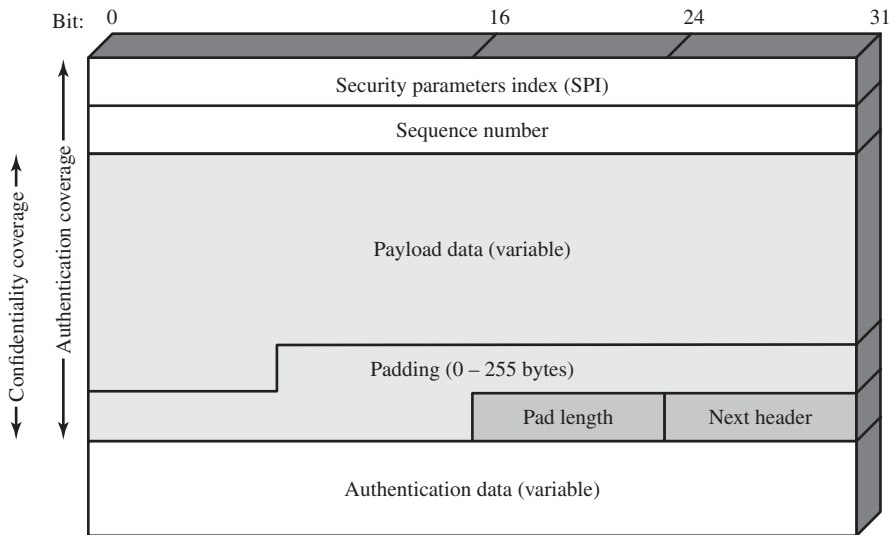 Bit: 0 16 24 31
Security parameters index (SPI)
Sequence number
Payload data (variable)
Padding (0 – 255 bytes)
Pad length
Next header
Authentication data (variable)
Confidentiality coverage
Authentication coverage